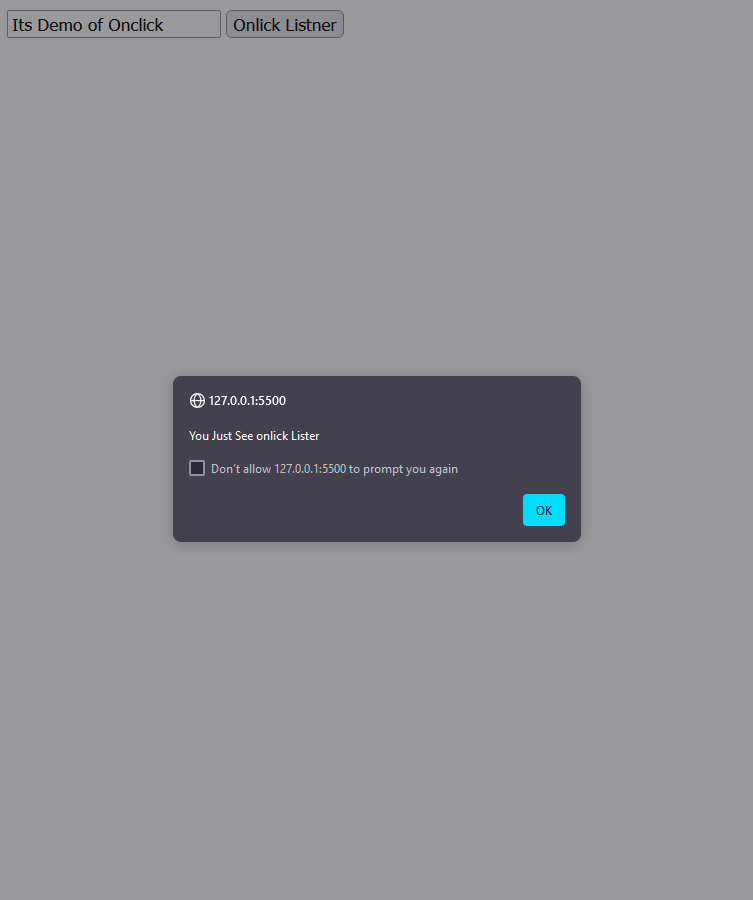 Its Demo of Onclick Onlick Listner
127.0.0.1:5500
You Just See onlick Lister
Don't allow 127.0.0.1:5500 to prompt you again
OK